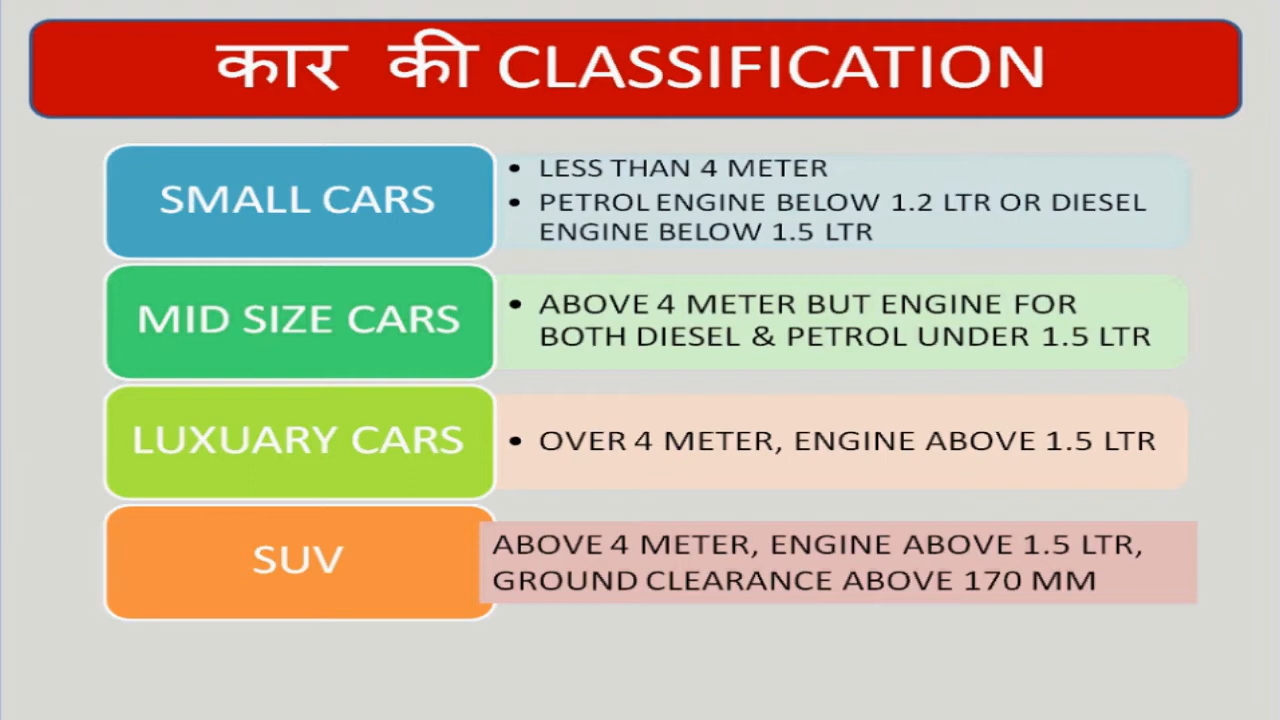 कार की CLASSIFICATION
SMALL CARS
• LESS THAN 4 METER
• PETROL ENGINE BELOW 1.2 LTR OR DIESEL
ENGINE BELOW 1.5 LTR
MID SIZE CARS
• ABOVE 4 METER BUT ENGINE FOR
BOTH DIESEL & PETROL UNDER 1.5 LTR
LUXUARY CARS
• OVER 4 METER, ENGINE ABOVE 1.5 LTR
SUV
ABOVE 4 METER, ENGINE ABOVE 1.5 LTR,
GROUND CLEARANCE ABOVE 170 MM